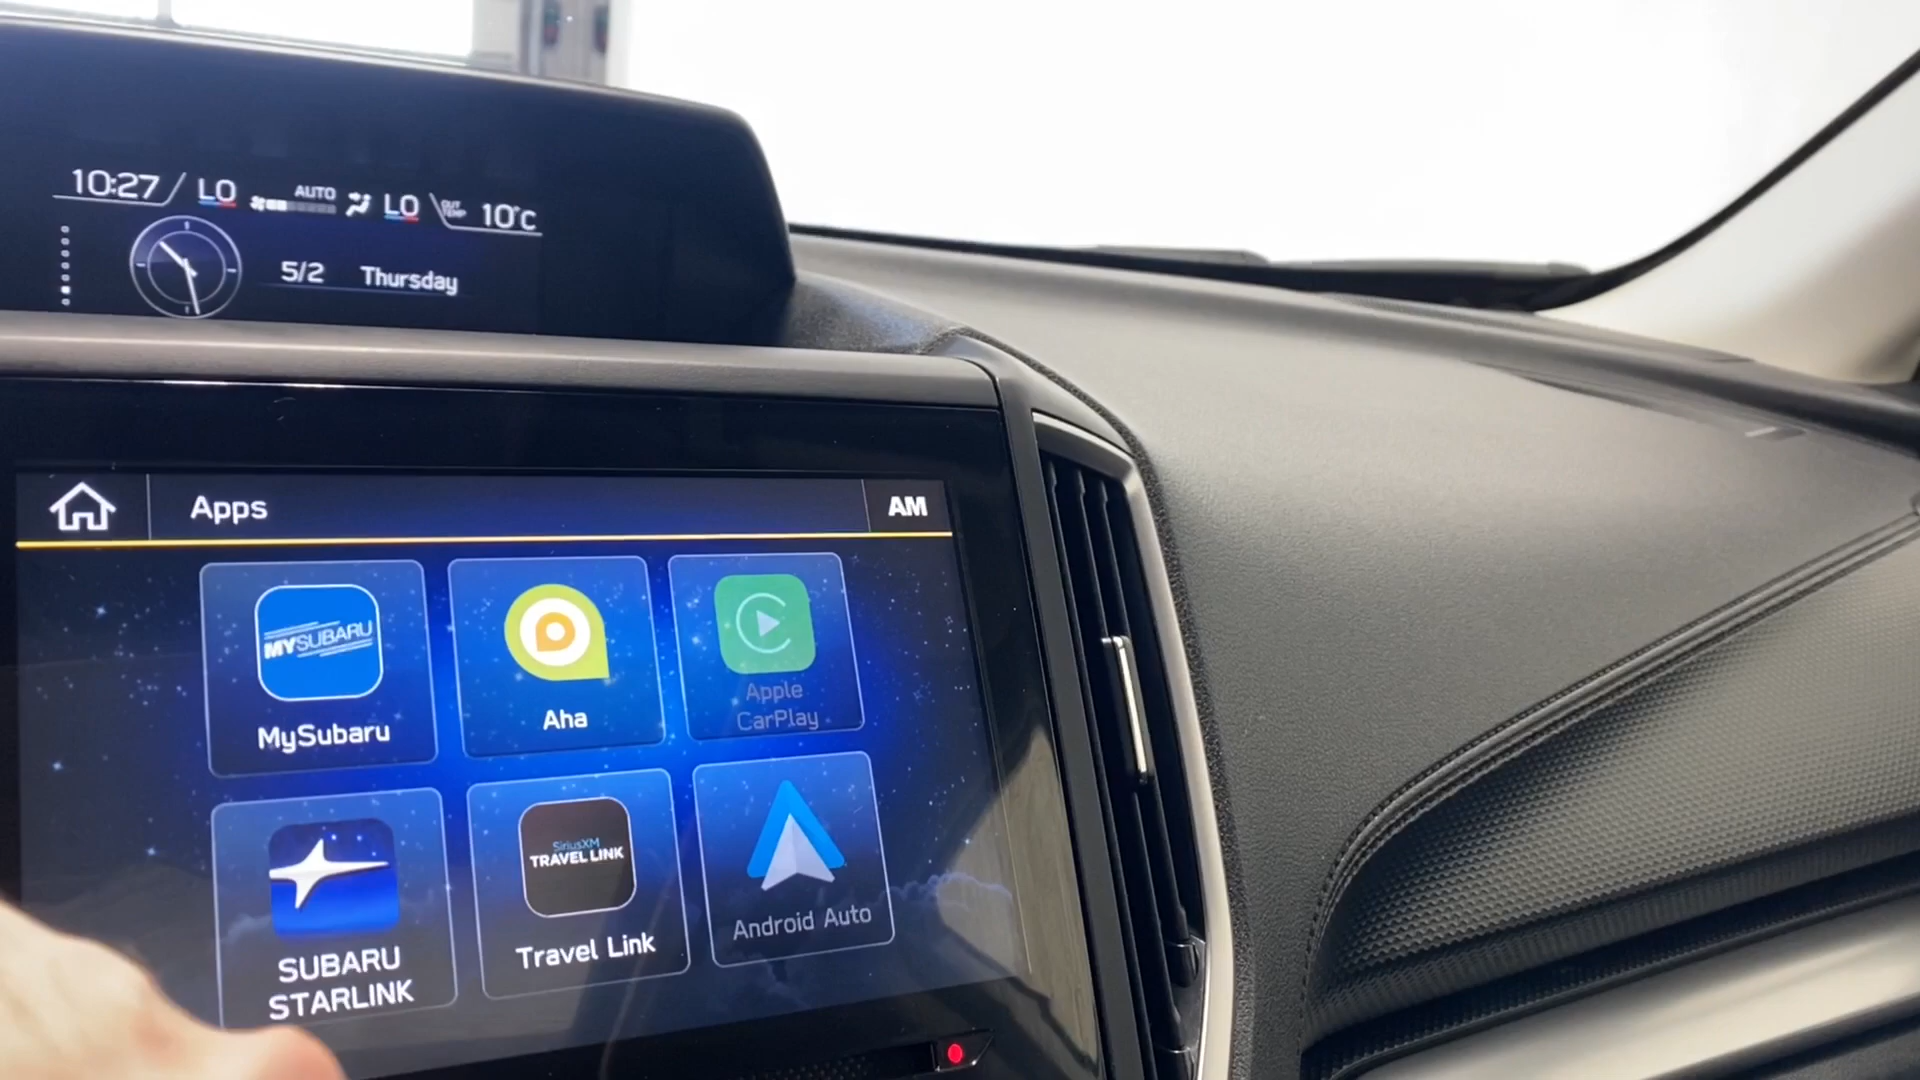 10:27 LO AUTO LO OUT TEMP 10°C
5/2 Thursday
Apps AM
MYSUBARU
MySubaru
Aha
Apple
CarPlay
SUBARU
STARLINK
SiriusXM
TRAVEL LINK
Travel Link
Android Auto